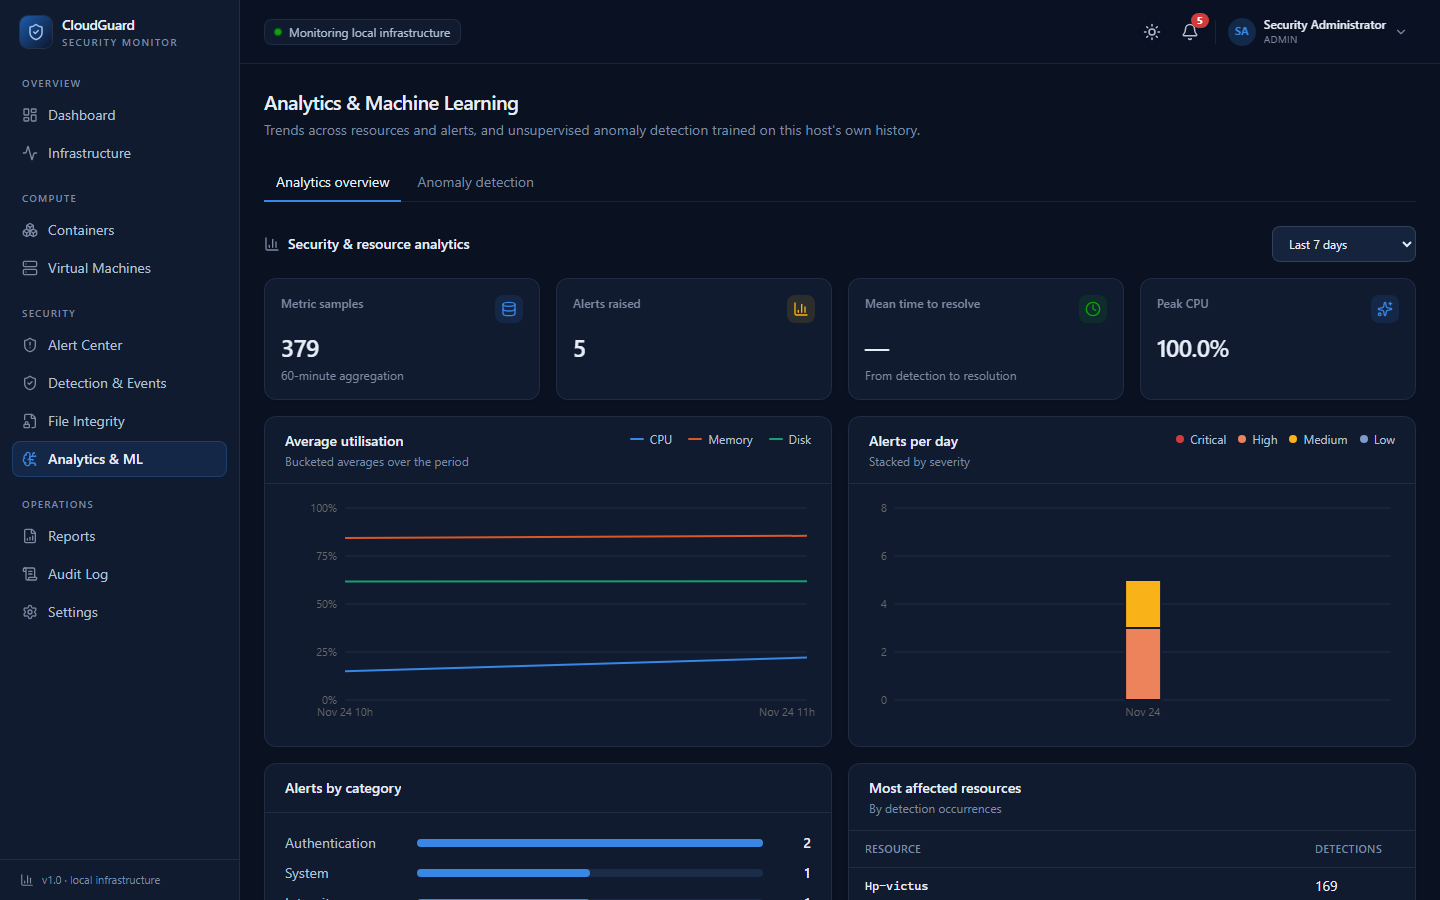 CloudGuard
SECURITY MONITOR
OVERVIEW
Dashboard
Infrastructure
COMPUTE
Containers
Virtual Machines
SECURITY
Alert Center
Detection & Events
File Integrity
Analytics & ML
OPERATIONS
Reports
Audit Log
Settings
v1.0 · local infrastructure
Monitoring local infrastructure
5
SA
Security Administrator
ADMIN
Analytics & Machine Learning
Trends across resources and alerts, and unsupervised anomaly detection trained on this host's own history.
Analytics overview
Anomaly detection
Security & resource analytics
Last 7 days
Metric samples
379
60-minute aggregation
Alerts raised
5
Mean time to resolve
—
From detection to resolution
Peak CPU
100.0%
Average utilisation
Bucketed averages over the period
CPU
Memory
Disk
100%
75%
50%
25%
0%
Nov 24 10h
Nov 24 11h
Alerts per day
Stacked by severity
Critical
High
Medium
Low
8
6
4
2
0
Nov 24
Alerts by category
Authentication 2
System 1
Most affected resources
By detection occurrences
RESOURCE DETECTIONS
Hp-victus 169